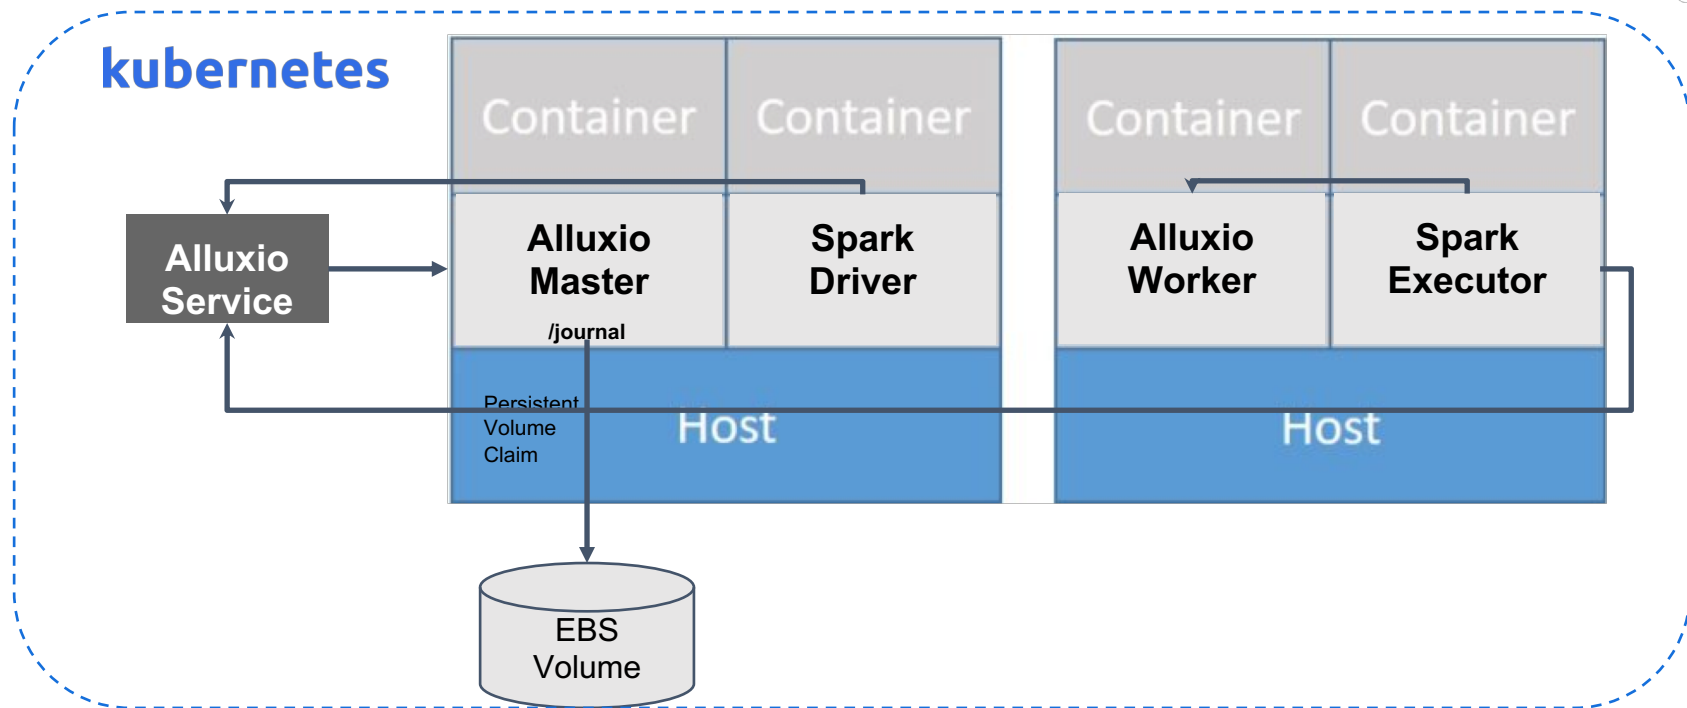 kubernetes
Container
Container
Container
Container
Alluxio
Service
Alluxio
Master
/journal
Spark
Driver
Alluxio
Worker
Spark
Executor
Persistent
Volume
Claim
Host
Host
EBS
Volume